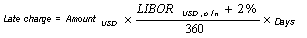 Late charge = Amount USD × LIBOR USD, o/n + 2% / 360 × Days